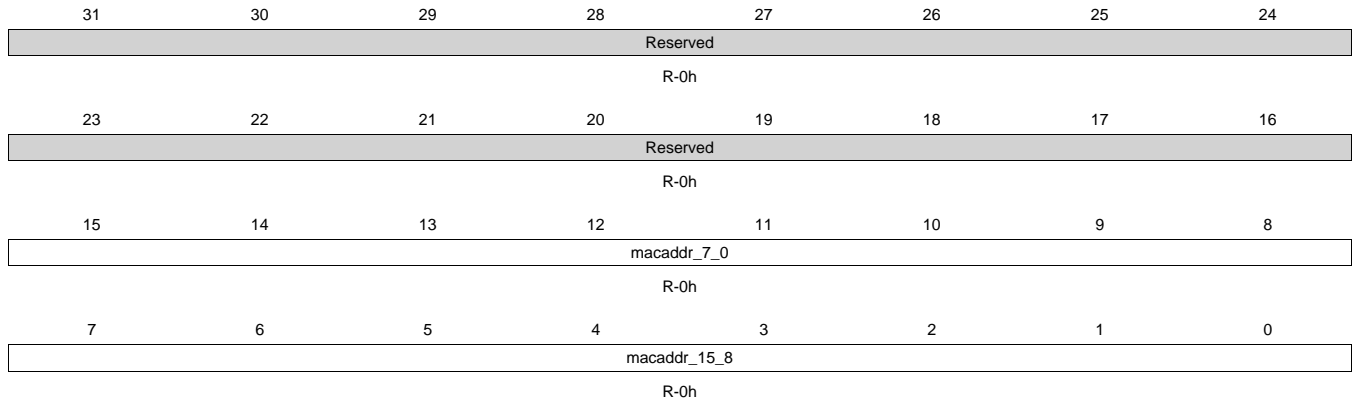 31 30 29 28 27 26 25 24
Reserved
R-0h
23 22 21 20 19 18 17 16
Reserved
R-0h
15 14 13 12 11 10 9 8
macaddr_7_0
R-0h
7 6 5 4 3 2 1 0
macaddr_15_8
R-0h